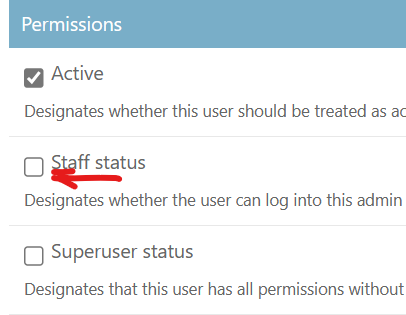 Permissions
Active
Designates whether this user should be treated as ac
Staff status
Designates whether the user can log into this admin
Superuser status
Designates that this user has all permissions without